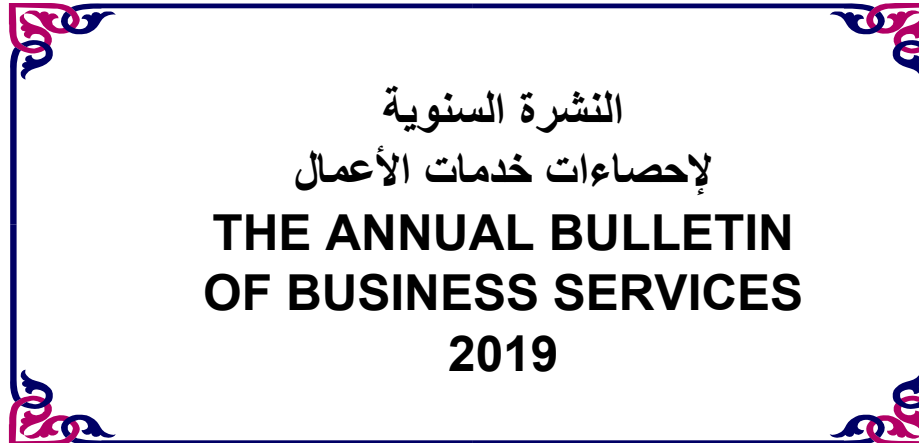 النشرة السنوية
لإحصاءات خدمات الأعمال
THE ANNUAL BULLETIN
OF BUSINESS SERVICES
2019